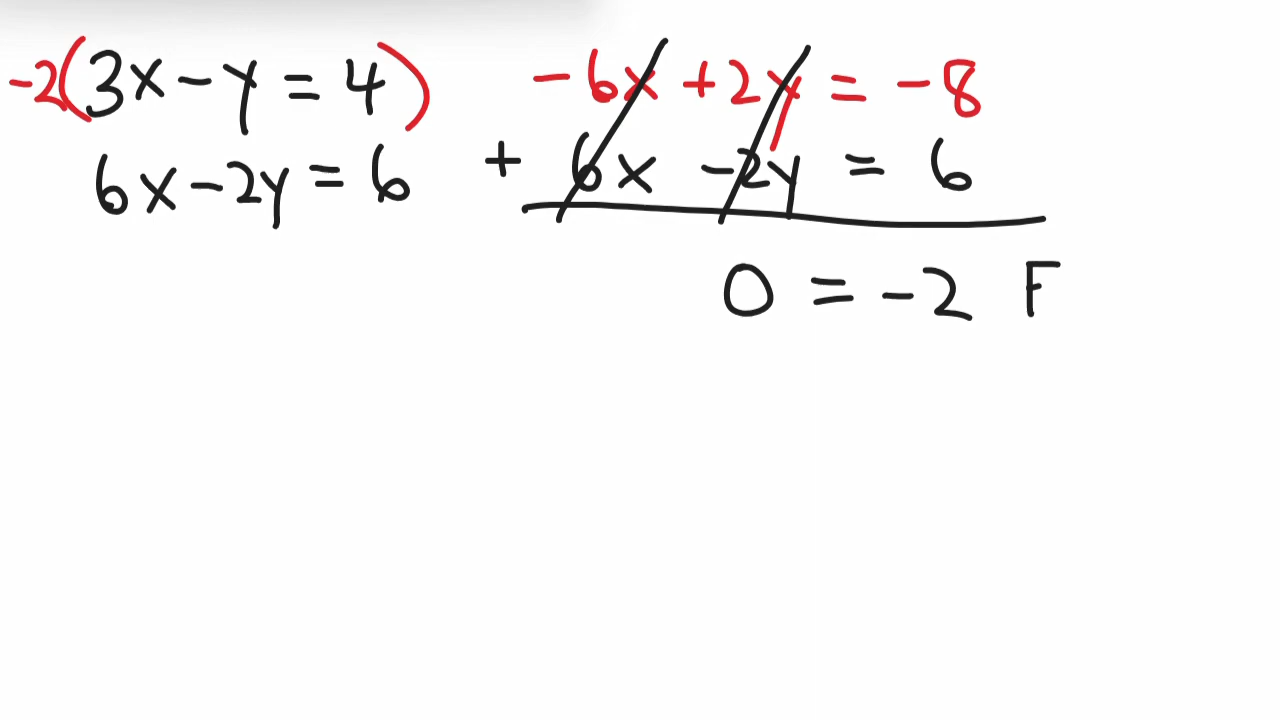 -2(3x - y = 4)
6x - 2y = 6
-6x + 2y = -8
+ 6x - 2y = 6
0 = -2 F